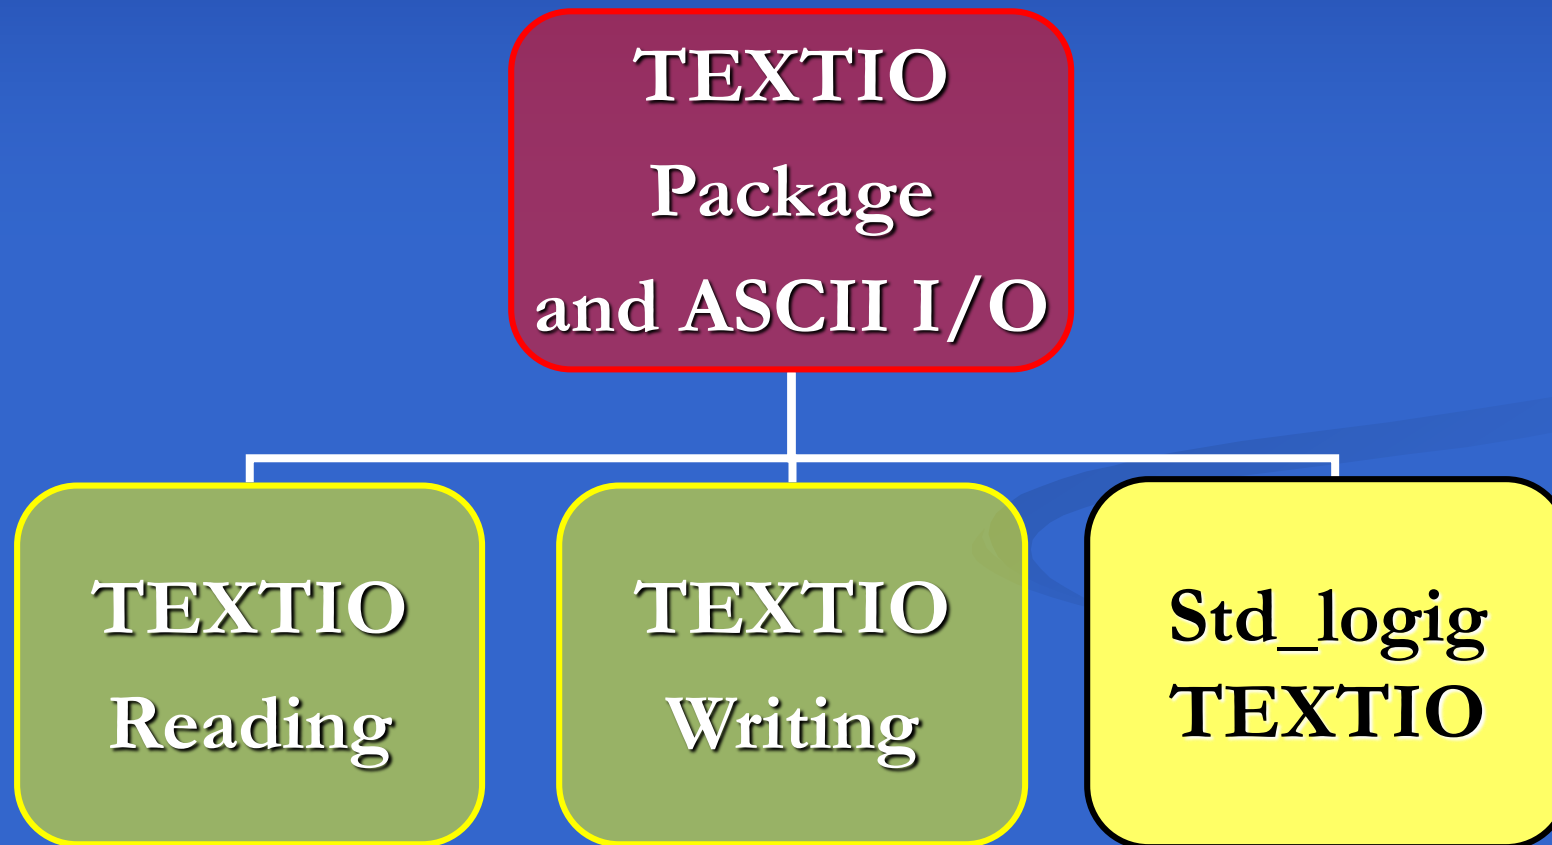 TEXTIO
Package
and ASCII I/O
TEXTIO
Reading
TEXTIO
Writing
Std_logig
TEXTIO